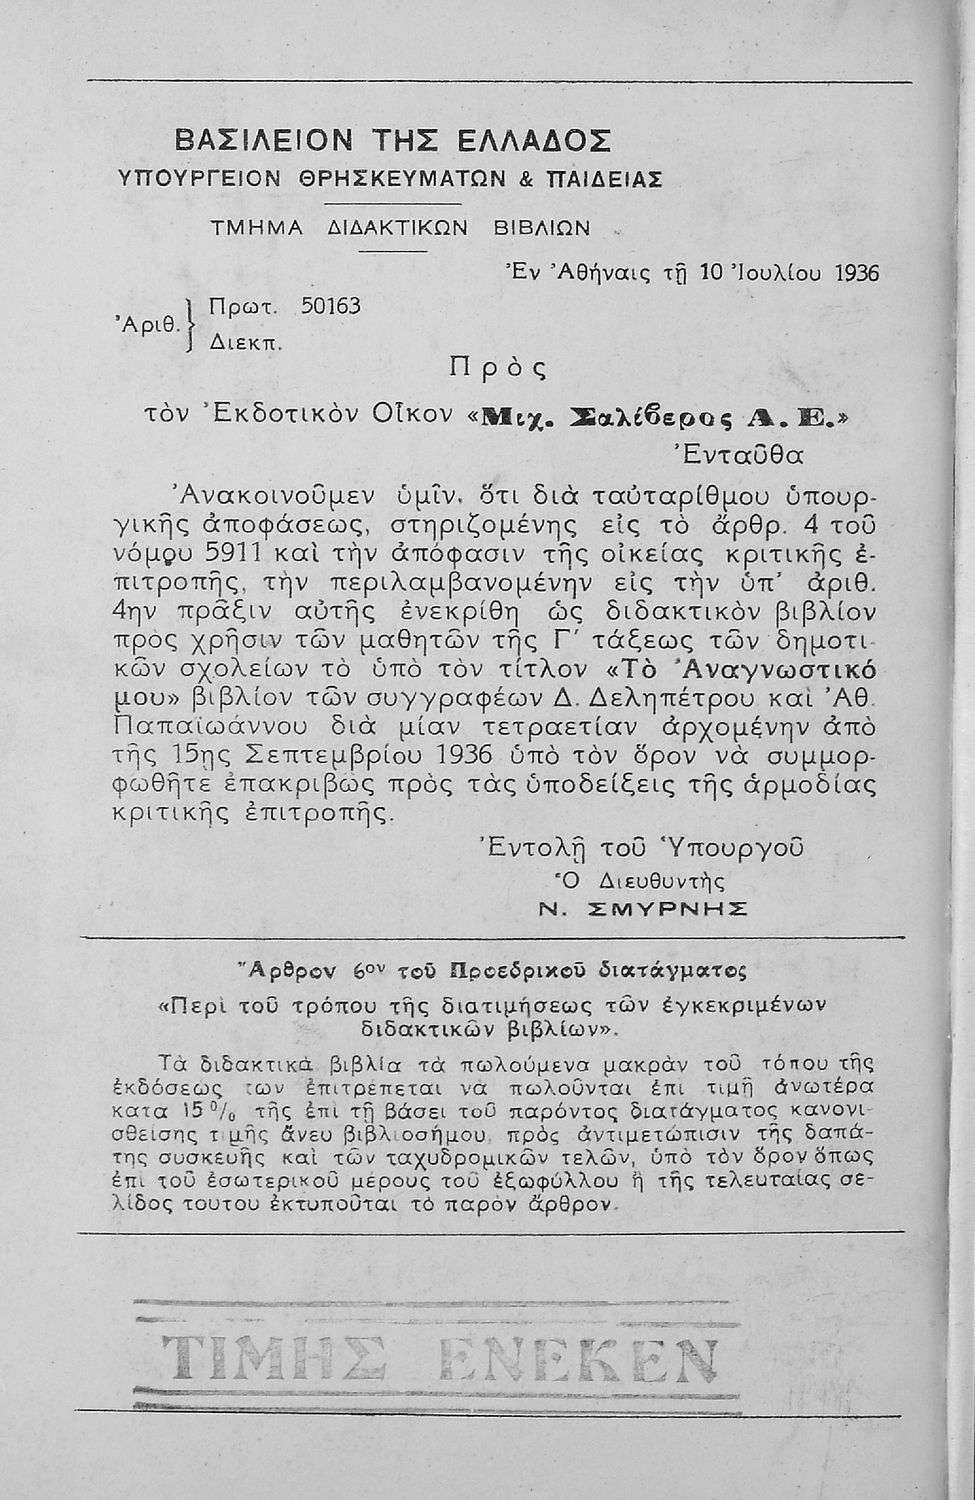 ΒΑΣΙΛΕΙΟΝ ΤΗΣ ΕΛΛΑΔΟΣ
ΥΠΟΥΡΓΕΙΟΝ ΘΡΗΣΚΕΥΜΑΤΩΝ & ΠΑΙΔΕΙΑΣ
ΤΜΗΜΑ ΔΙΔΑΚΤΙΚΩΝ ΒΙΒΛΙΩΝ
Ἐν Ἀθήναις τῇ 10 Ἰουλίου 1936
Ἀριθ. } Πρωτ. 50163
Διεκπ.
Πρὸς
τὸν Ἐκδοτικὸν Οἶκον «Μιχ. Σαλίβερος Α. Ε.»
Ἐνταῦθα
Ἀνακοινοῦμεν ὑμῖν, ὅτι διὰ ταὐταρίθμου ὑπουρ-
γικῆς ἀποφάσεως, στηριζομένης εἰς τὸ ἄρθρ. 4 τοῦ
νόμου 5911 καὶ τὴν ἀπόφασιν τῆς οἰκείας κριτικῆς ἐ-
πιτροπῆς, τὴν περιλαμβανομένην εἰς τὴν ὑπ' ἀριθ.
4ην πρᾶξιν αὐτῆς ἐνεκρίθη ὡς διδακτικὸν βιβλίον
πρὸς χρῆσιν τῶν μαθητῶν τῆς Γ' τάξεως τῶν δημοτι
κῶν σχολείων τὸ ὑπὸ τὸν τίτλον «Τὸ Ἀναγνωστικό
μου» βιβλίον τῶν συγγραφέων Δ. Δεληπέτρου καὶ Ἀθ.
Παπαϊωάννου διὰ μίαν τετραετίαν ἀρχομένην ἀπὸ
τῆς 15ης Σεπτεμβρίου 1936 ὑπὸ τὸν ὅρον νὰ συμμορ-
φωθῆτε ἐπακριβῶς πρὸς τὰς ὑποδείξεις τῆς ἁρμοδίας
κριτικῆς ἐπιτροπῆς.
Ἐντολῇ τοῦ Ὑπουργοῦ
Ὁ Διευθυντὴς
Ν. ΣΜΥΡΝΗΣ
Ἄρθρον 6ον τοῦ Προεδρικοῦ διατάγματος
«Περὶ τοῦ τρόπου τῆς διατιμήσεως τῶν ἐγκεκριμένων
διδακτικῶν βιβλίων».
Τὰ διδακτικὰ βιβλία τὰ πωλούμενα μακρὰν τοῦ τόπου τῆς
ἐκδόσεως των ἐπιτρέπεται νὰ πωλοῦνται ἐπὶ τιμῇ ἀνωτέρᾳ
κατὰ 15 % τῆς ἐπὶ τῇ βάσει τοῦ παρόντος διατάγματος κανονι
σθείσης τιμῆς ἄνευ βιβλιοσήμου, πρὸς ἀντιμετώπισιν τῆς δαπά-
της συσκευῆς καὶ τῶν ταχυδρομικῶν τελῶν, ὑπὸ τὸν ὅρον ὅπως
ἐπὶ τοῦ ἐσωτερικοῦ μέρους τοῦ ἐξωφύλλου ἢ τῆς τελευταίας σε-
λίδος τούτου ἐκτυποῦται τὸ παρὸν ἄρθρον.
ΤΙΜΗΣ ΕΝΕΚΕΝ